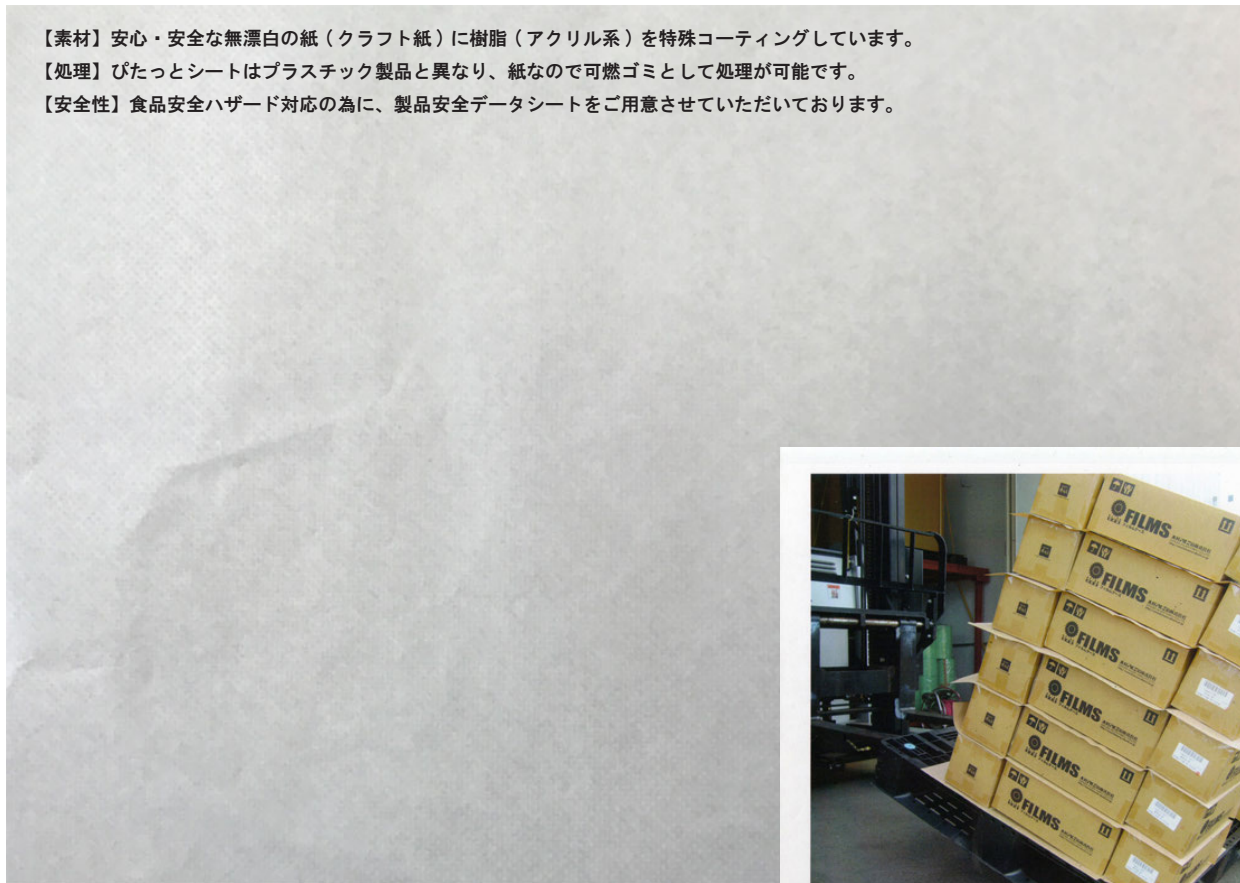 【素材】安心・安全な無漂白の紙（クラフト紙）に樹脂（アクリル系）を特殊コーティングしています。
【処理】ぴたっとシートはプラスチック製品と異なり、紙なので可燃ゴミとして処理が可能です。
【安全性】食品安全ハザード対応の為に、製品安全データシートをご用意させていただいております。
FILMS
FILMS
FILMS
FILMS
FILMS
FILMS